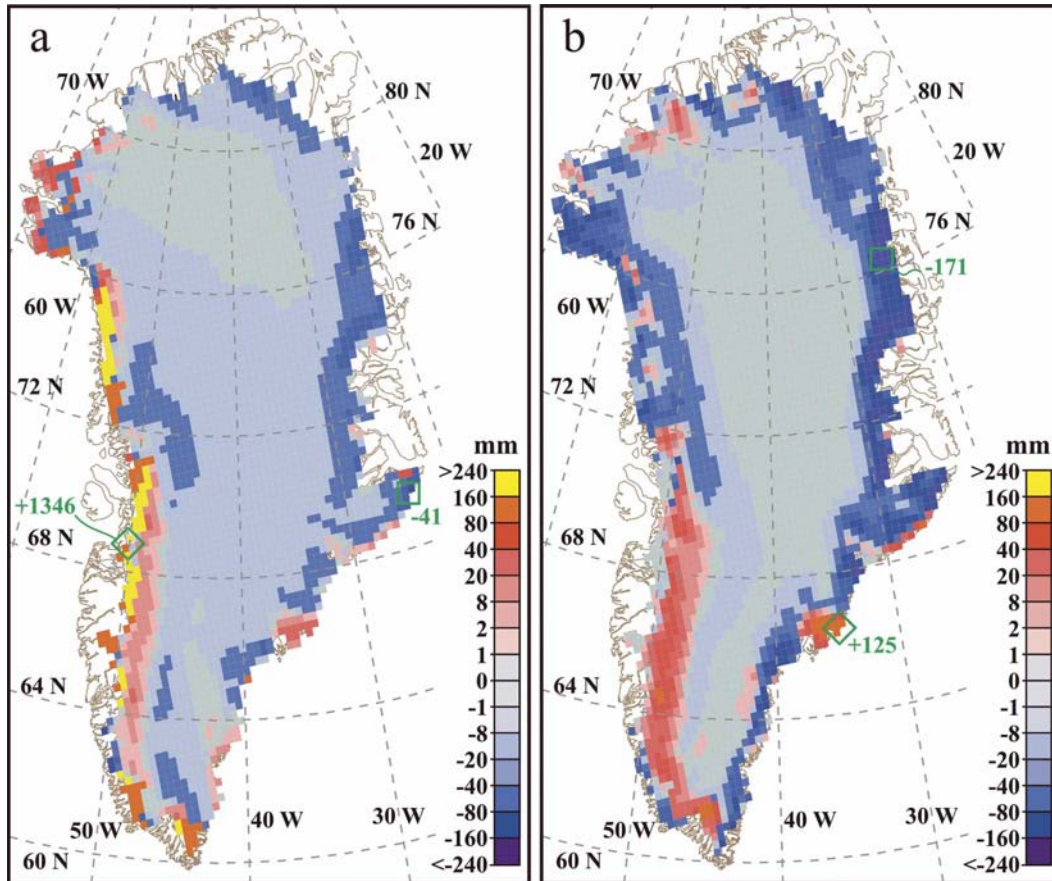 a
70 W
80 N
20 W
76 N
60 W
72 N
+1346
68 N
64 N
60 N
50 W
40 W
30 W
-41
mm
>240
160
80
40
20
8
2
1
0
-1
-8
-20
-40
-80
-160
<-240
b
70 W
80 N
20 W
76 N
-171
60 W
72 N
68 N
+125
64 N
60 N
50 W
40 W
30 W
mm
>240
160
80
40
20
8
2
1
0
-1
-8
-20
-40
-80
-160
<-240